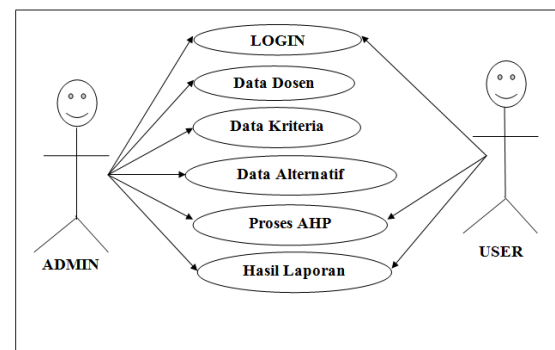 LOGIN
Data Dosen
Data Kriteria
Data Alternatif
Proses AHP
Hasil Laporan
ADMIN
USER